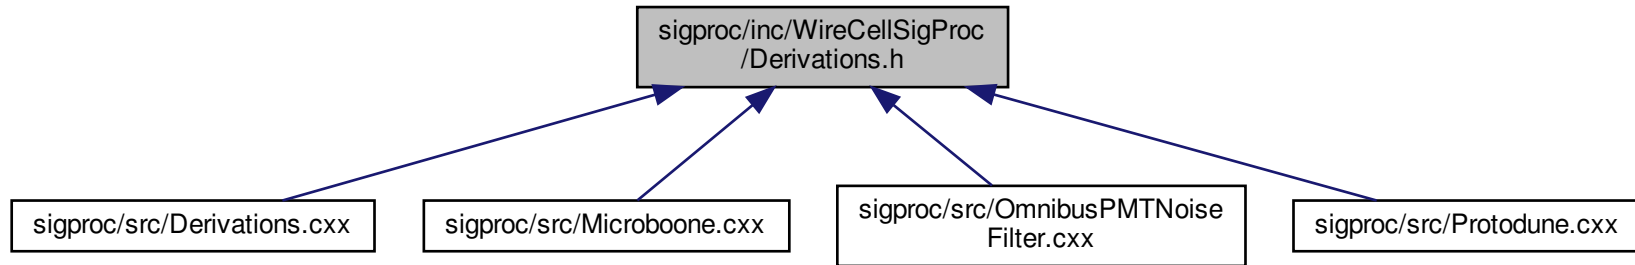 sigproc/inc/WireCellSigProc
/Derivations.h
sigproc/src/Derivations.cxx
sigproc/src/Microboone.cxx
sigproc/src/OmnibusPMTNoise
Filter.cxx
sigproc/src/Protodune.cxx